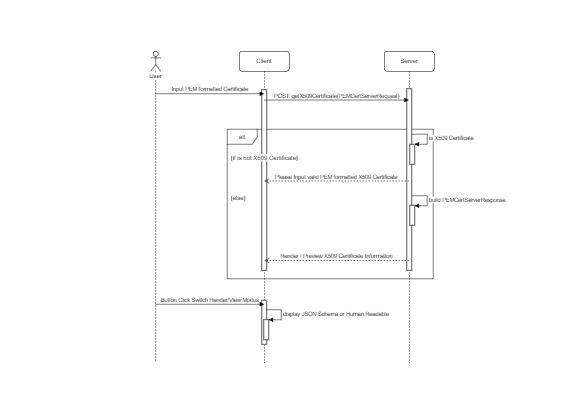 User
Client
Server
Input PEM formatted Certificate
POST: getX509Certificate(PEMCertServerRequest)
alt
is X509 Certificate
[if is not X509 Certificate]
Please Input valid PEM formatted X509 Certificate
[else]
build PEMCertServerResponse
Render / Preview X509 Certificate Information
Button Click Switch Render/View Modus
display JSON Schema or Human Readable